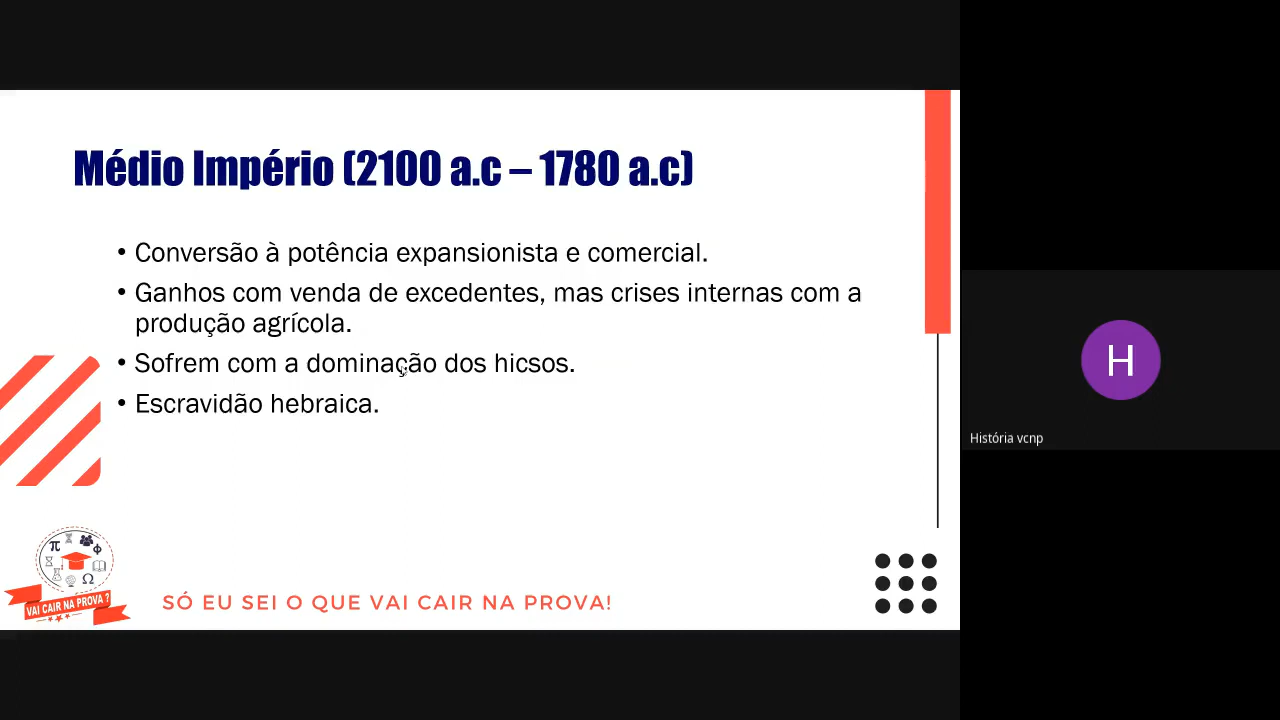 Médio Império (2100 a.c – 1780 a.c)
• Conversão à potência expansionista e comercial.
• Ganhos com venda de excedentes, mas crises internas com a
produção agrícola.
• Sofrem com a dominação dos hicsos.
• Escravidão hebraica.
π
Φ
Ω
VAI CAIR NA PROVA ?
SÓ EU SEI O QUE VAI CAIR NA PROVA!
H
História vcnp